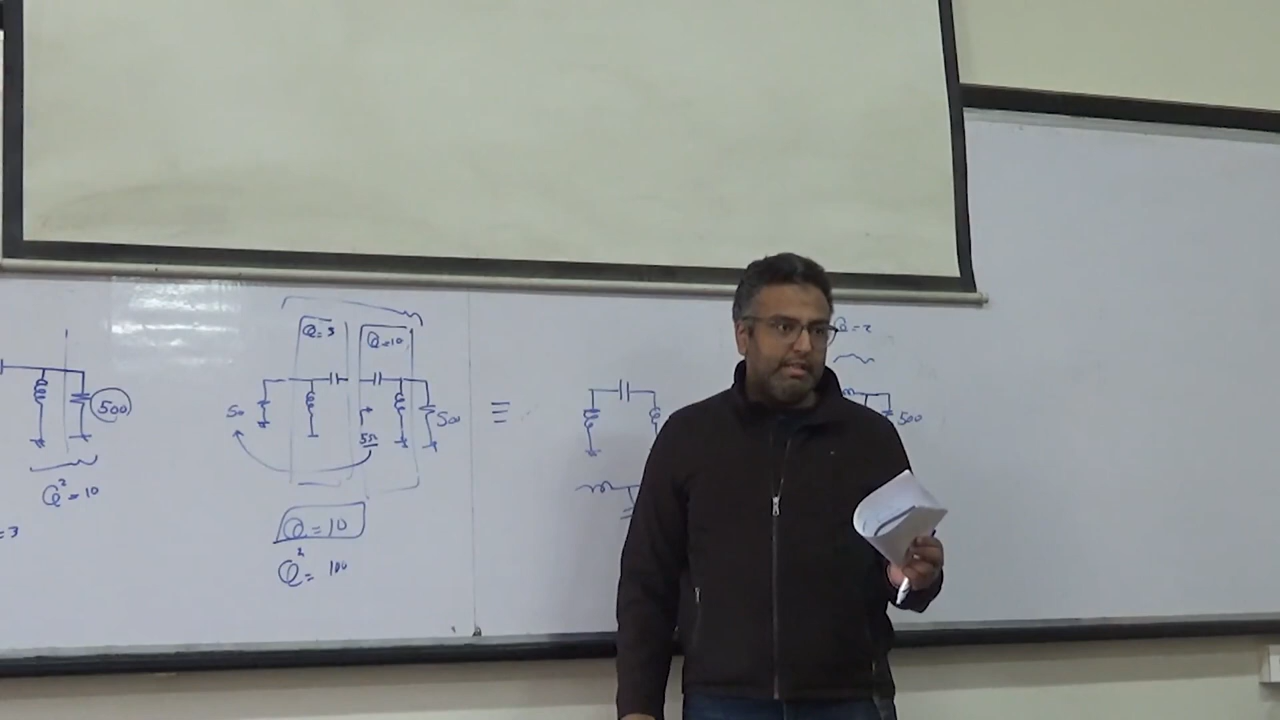 500
Q² = 10
=3
Q=3
Q=10
50
5Ω
500
≡
Q=10
Q² = 100
Q=2
500